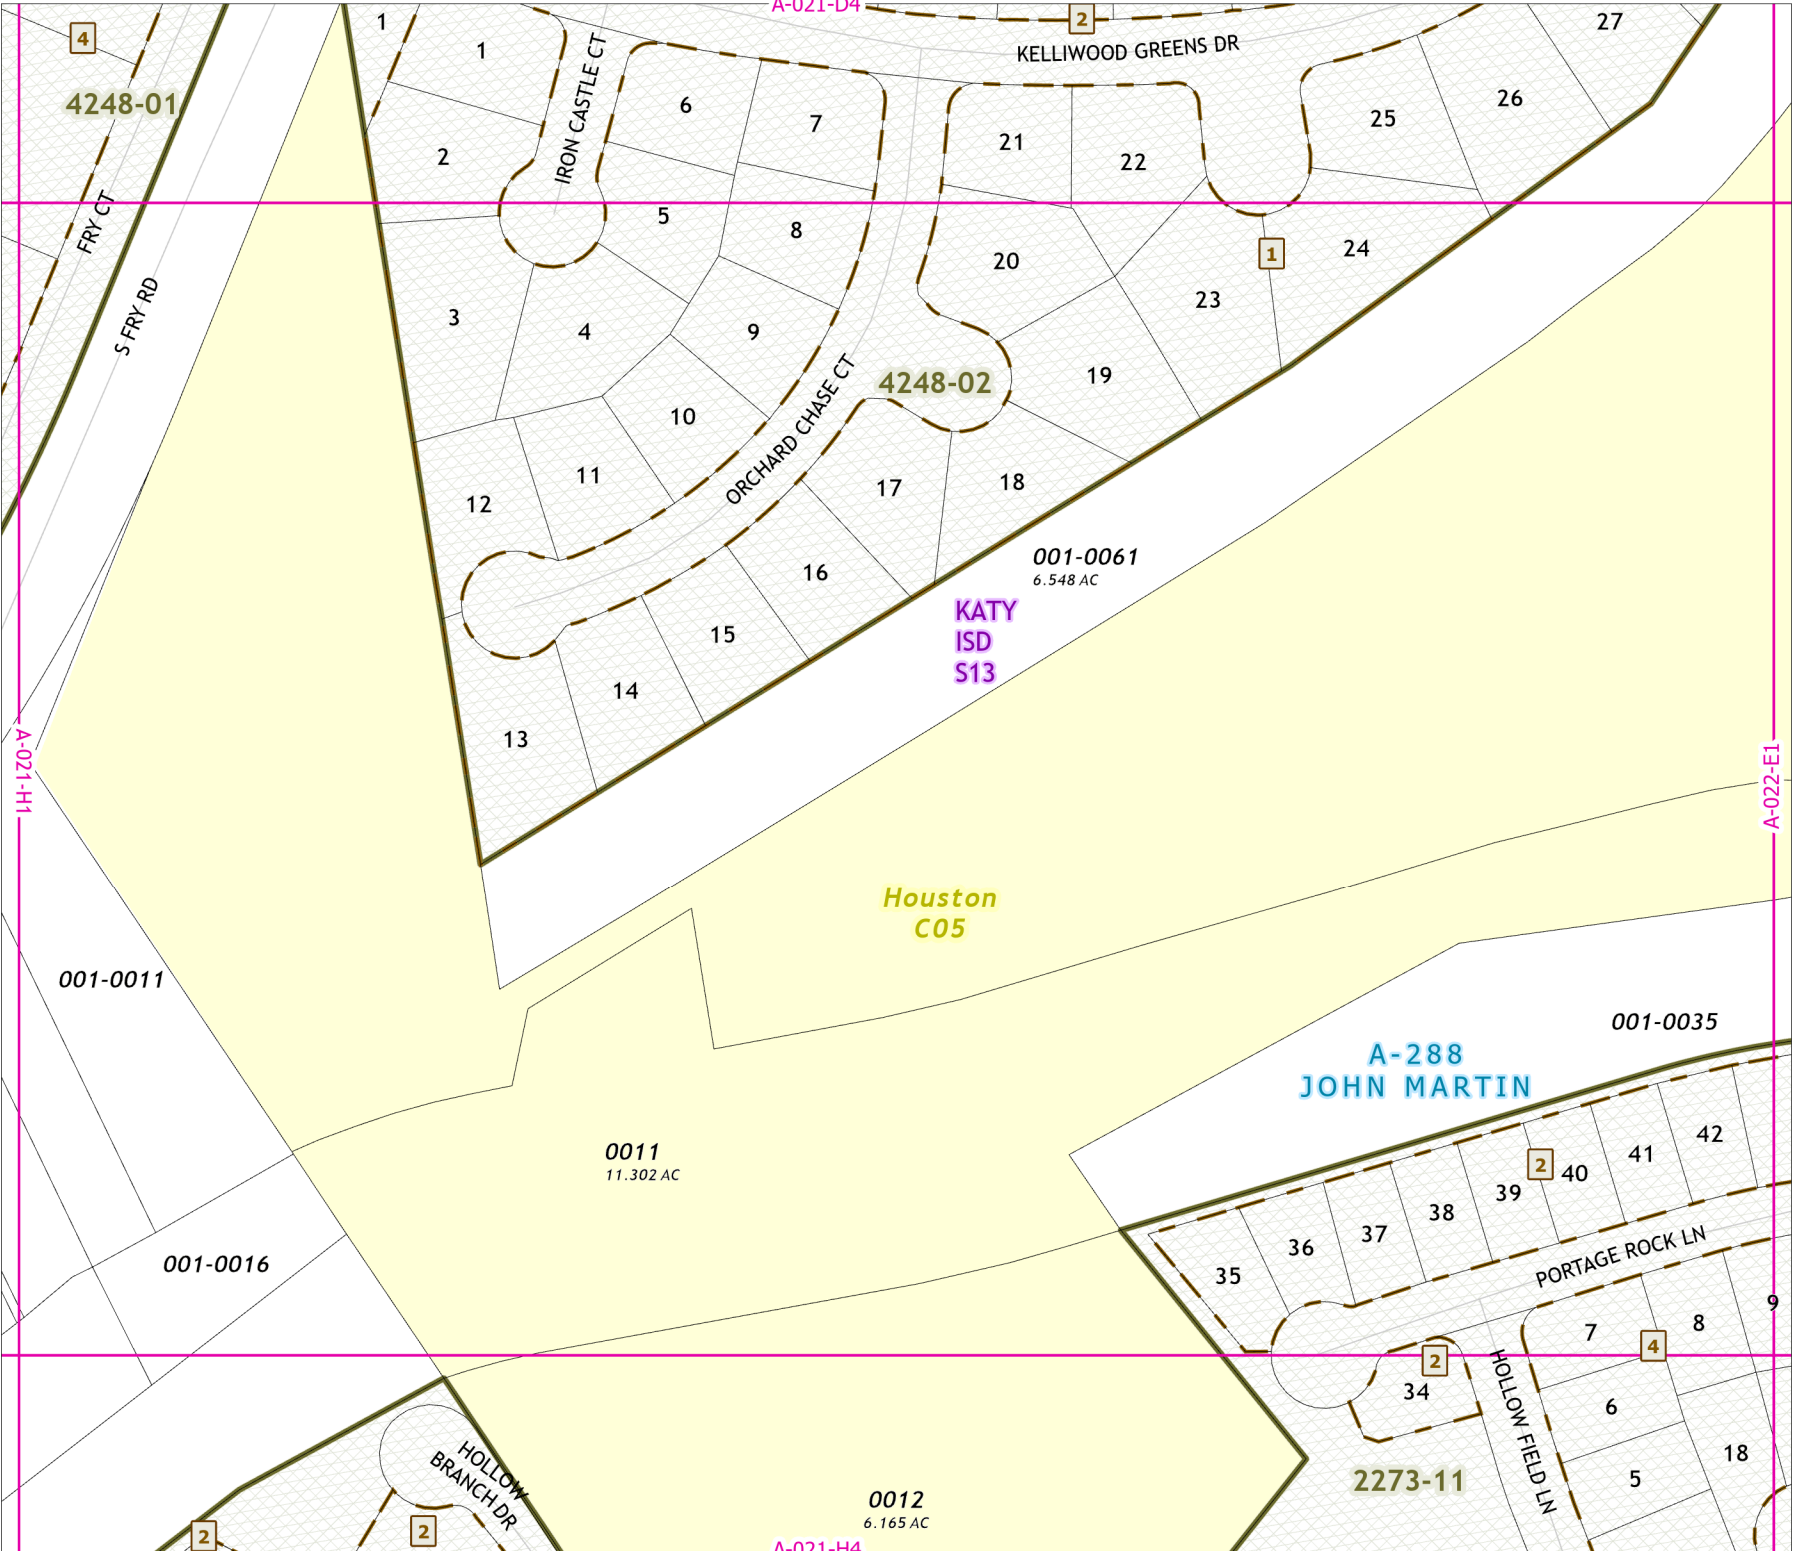 A-021-D4
4
1
1
2
27
KELLIWOOD GREENS DR
IRON CASTLE CT
4248-01
6
7
26
25
21
22
2
FRY CT
5
8
20
1
24
23
S FRY RD
3
4
9
19
4248-02
ORCHARD CHASE CT
10
11
12
17
18
16
001-0061
6.548 AC
KATY
ISD
S13
15
14
13
A-021-H1
A-022-E1
Houston
C05
001-0011
001-0035
A-288
JOHN MARTIN
0011
11.302 AC
42
41
2
40
39
38
37
36
35
001-0016
PORTAGE ROCK LN
9
8
7
4
2
34
HOLLOW FIELD LN
6
18
5
2273-11
HOLLOW
BRANCH DR
0012
6.165 AC
2
2
A-021-H4